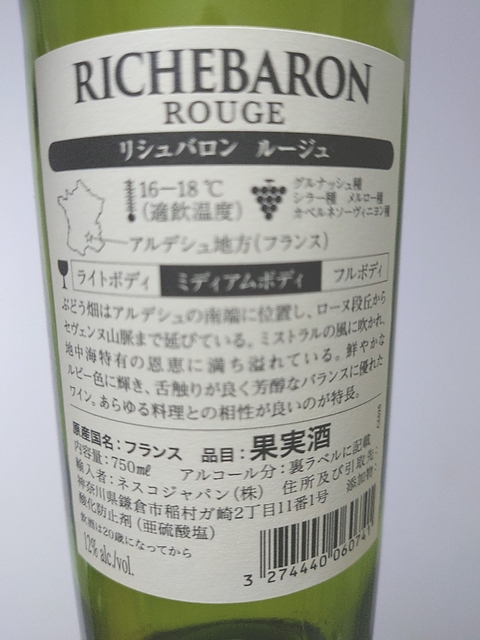 RICHEBARON
ROUGE
リシュバロン ルージュ
16−18℃
(適飲温度)
グルナッシュ種
シラー種 メルロー種
カベルネソーヴィニヨン種
アルデシュ地方(フランス)
ライトボディ ミディアムボディ フルボディ
ぶどう畑はアルデシュの南端に位置し、ローヌ段丘から
セヴェンヌ山脈まで延びている。ミストラルの風に吹かれ、
地中海特有の恩恵に満ち溢れている。鮮やかな
ルビー色に輝き、舌触りが良く芳醇なバランスに優れた
ワイン。あらゆる料理との相性が良いのが特長。
原産国名:フランス 品目:果実酒
内容量:750㎖ アルコール分:裏ラベルに記載
輸入者:ネスコジャパン(株) 住所及び引取先:
神奈川県鎌倉市稲村ガ崎2丁目11番1号 添加物:
酸化防止剤(亜硫酸塩)
飲酒は20歳になってから
12% alc./vol.
3 274440 060741